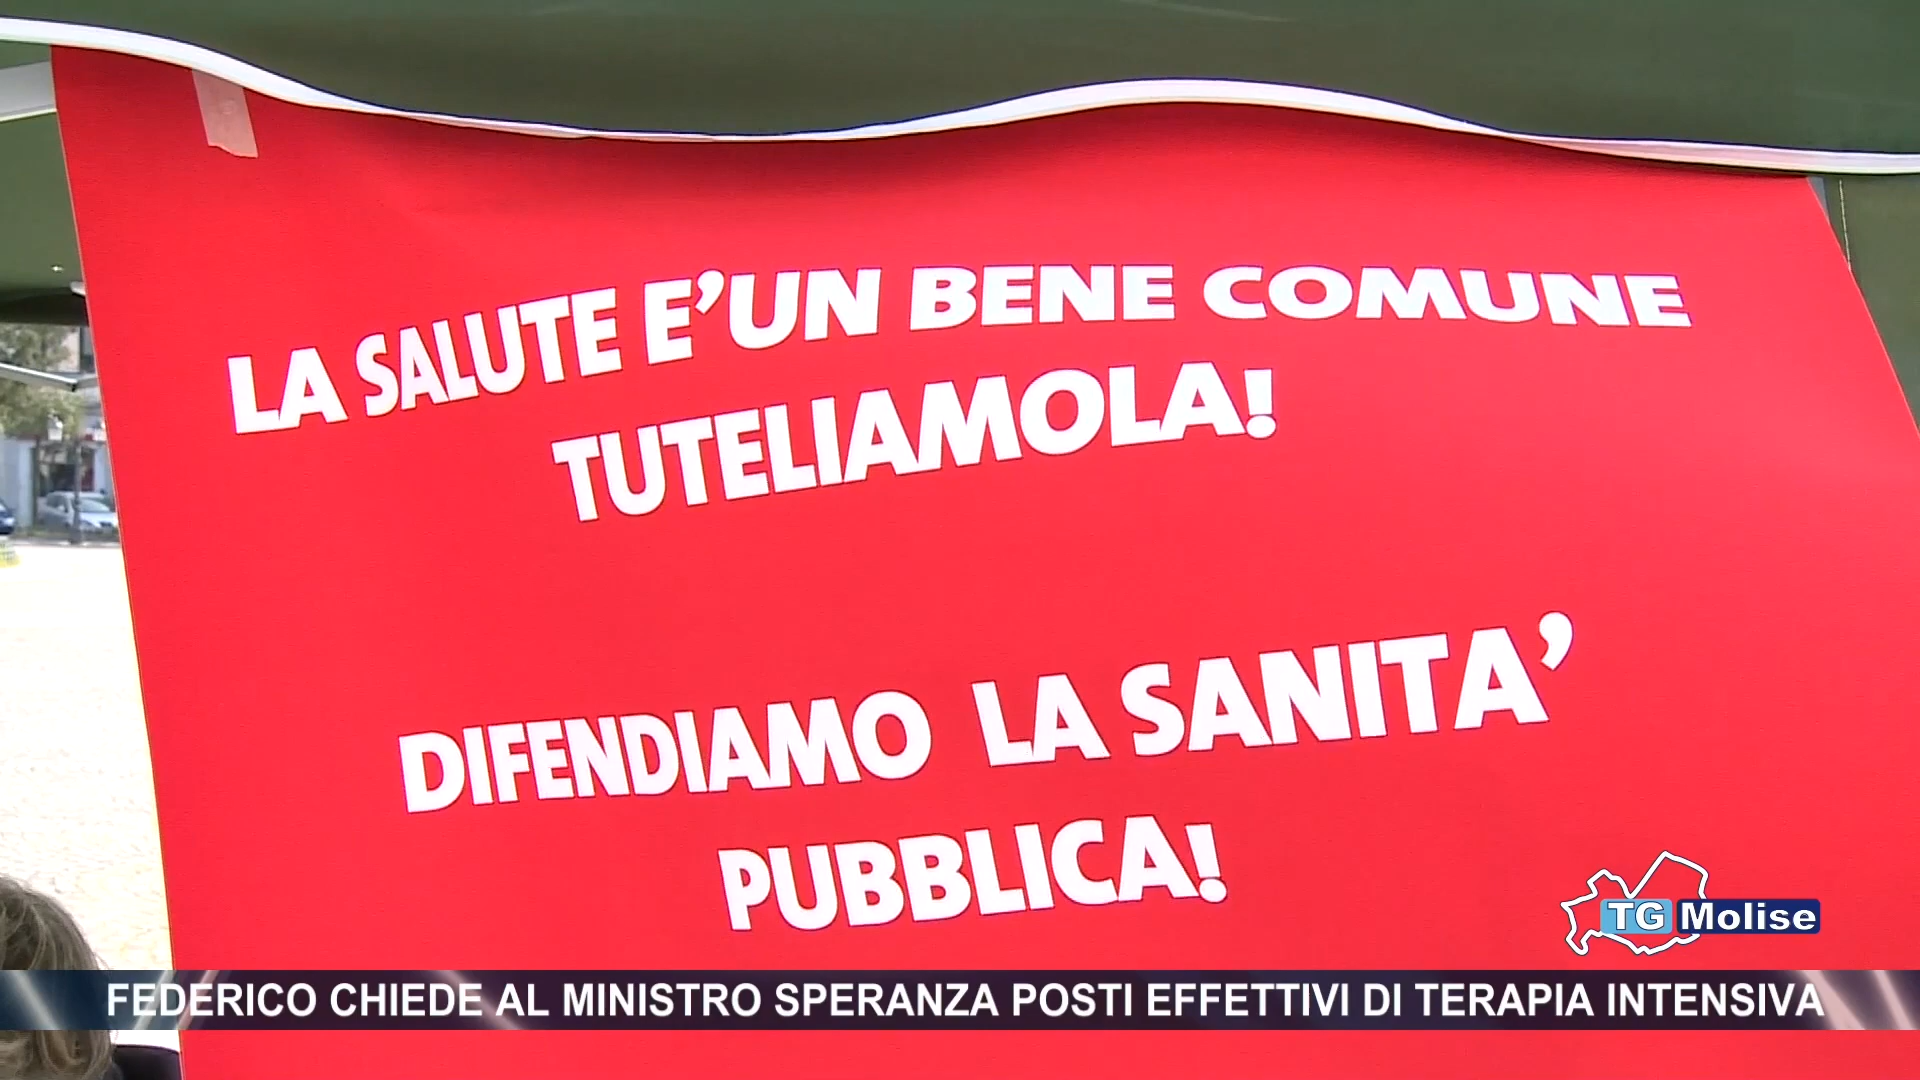 LA SALUTE E'UN BENE COMUNE
TUTELIAMOLA!
DIFENDIAMO LA SANITA'
PUBBLICA!
TG Molise
FEDERICO CHIEDE AL MINISTRO SPERANZA POSTI EFFETTIVI DI TERAPIA INTENSIVA